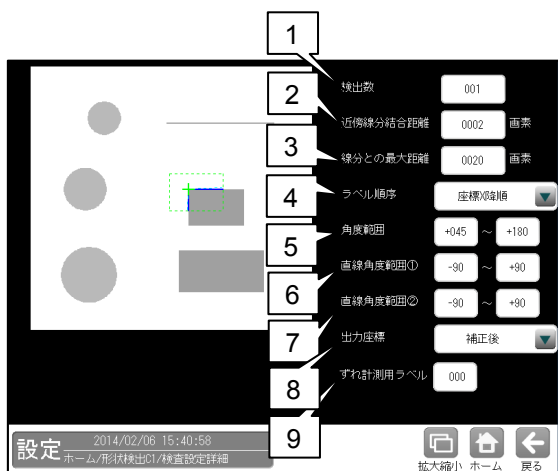 1
検出数 001
2
近傍線分結合距離 0002 画素
3
線分との最大距離 0020 画素
4
ラベル順序 座標X降順
5
角度範囲 +045 ～ +180
6
直線角度範囲① -90 ～ +90
7
直線角度範囲② -90 ～ +90
8
出力座標 補正後
9
ずれ計測用ラベル 000
設定 2014/02/06 15:40:58
ホーム/形状検出C1/検査設定詳細
拡大縮小 ホーム 戻る